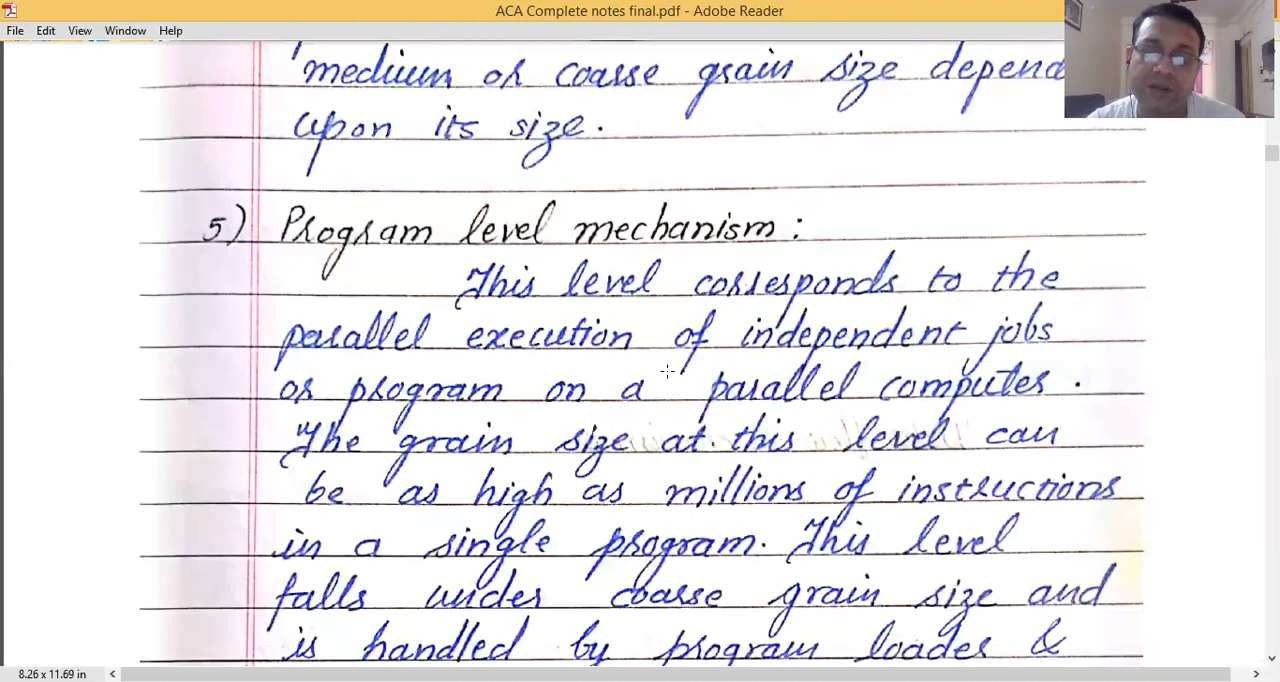 ACA Complete notes final.pdf - Adobe Reader
File Edit View Window Help
medium or coarse grain size depend
upon its size.
5) Program level mechanism :
This level corresponds to the
parallel execution of independent jobs
or program on a parallel computer.
The grain size at this level can
be as high as millions of instructions
in a single program. This level
falls under coarse grain size and
is handled by program loader &
8.26 x 11.69 in